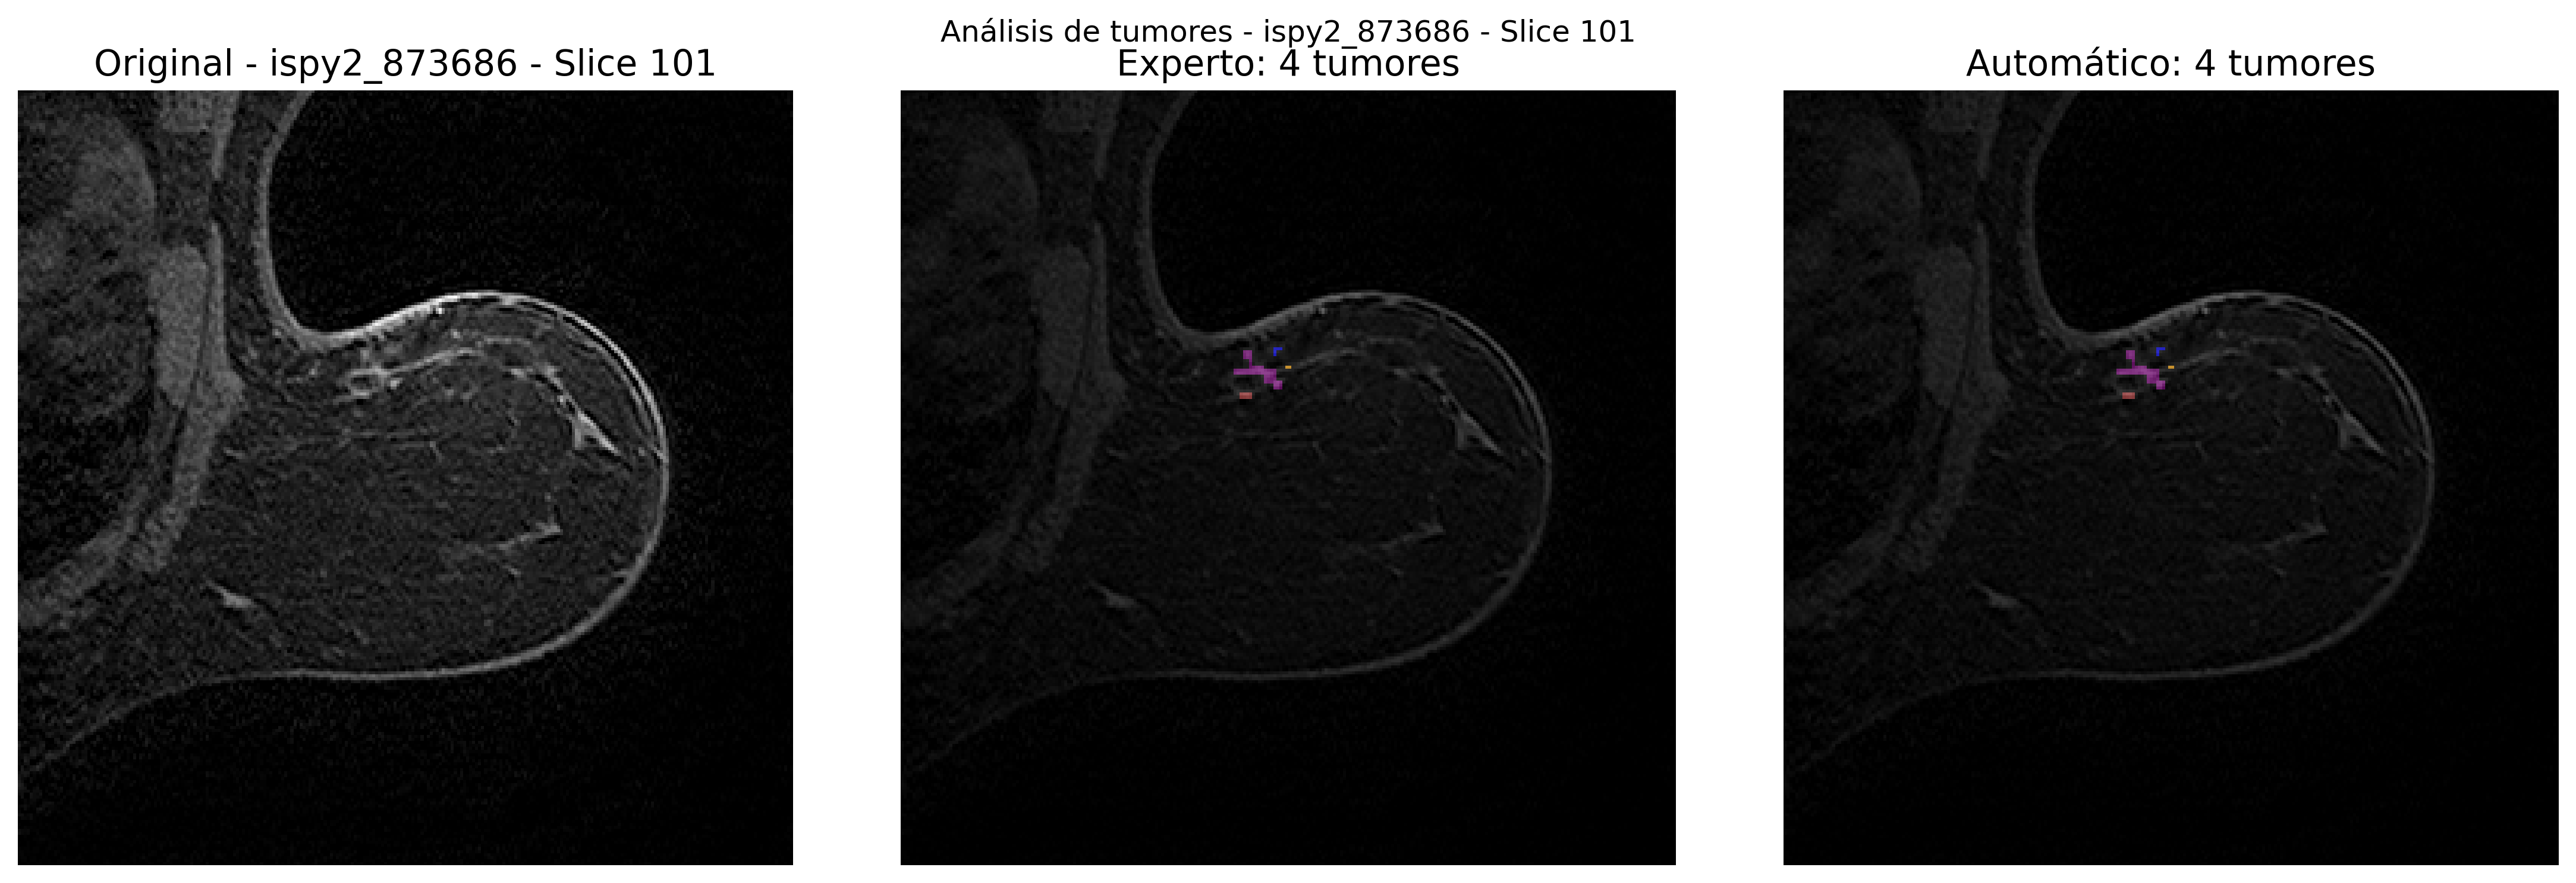 Análisis de tumores - ispy2_873686 - Slice 101
Original - ispy2_873686 - Slice 101
Experto: 4 tumores
Automático: 4 tumores